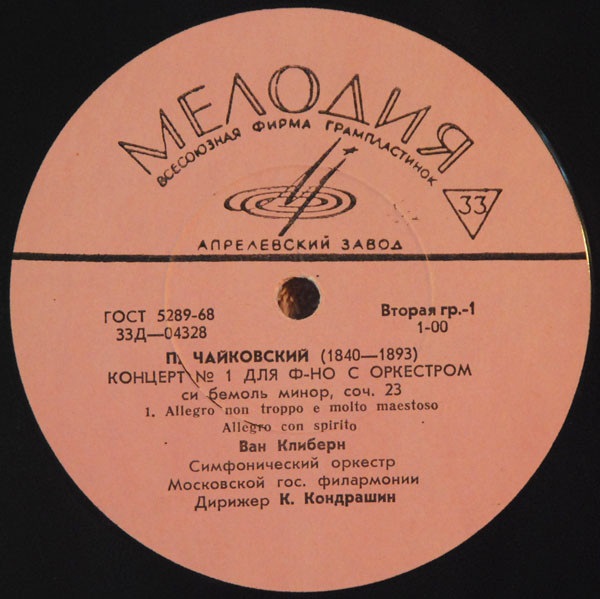 МЕЛОДИЯ
ВСЕСОЮЗНАЯ ФИРМА ГРАМПЛАСТИНОК
33
АПРЕЛЕВСКИЙ ЗАВОД
ГОСТ 5289-68
Вторая гр.-1
33Д—04328
1-00
П. ЧАЙКОВСКИЙ (1840—1893)
КОНЦЕРТ № 1 ДЛЯ Ф-НО С ОРКЕСТРОМ
си бемоль минор, соч. 23
1. Allegro non troppo e molto maestoso
Allegro con spirito
Ван Клиберн
Симфонический оркестр
Московской гос. филармонии
Дирижер К. Кондрашин